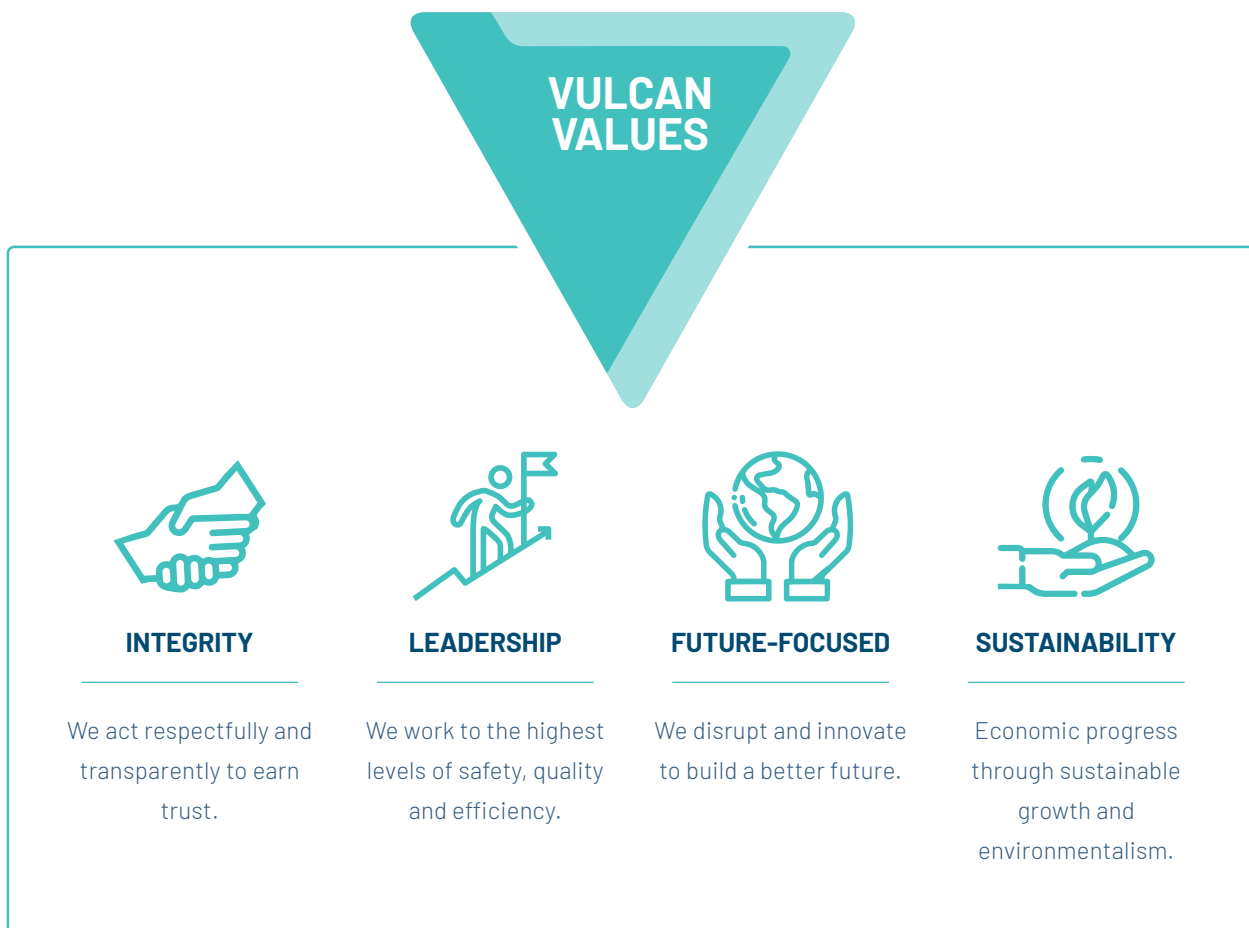 VULCAN
VALUES
INTEGRITY
We act respectfully and
transparently to earn
trust.
LEADERSHIP
We work to the highest
levels of safety, quality
and efficiency.
FUTURE-FOCUSED
We disrupt and innovate
to build a better future.
SUSTAINABILITY
Economic progress
through sustainable
growth and
environmentalism.